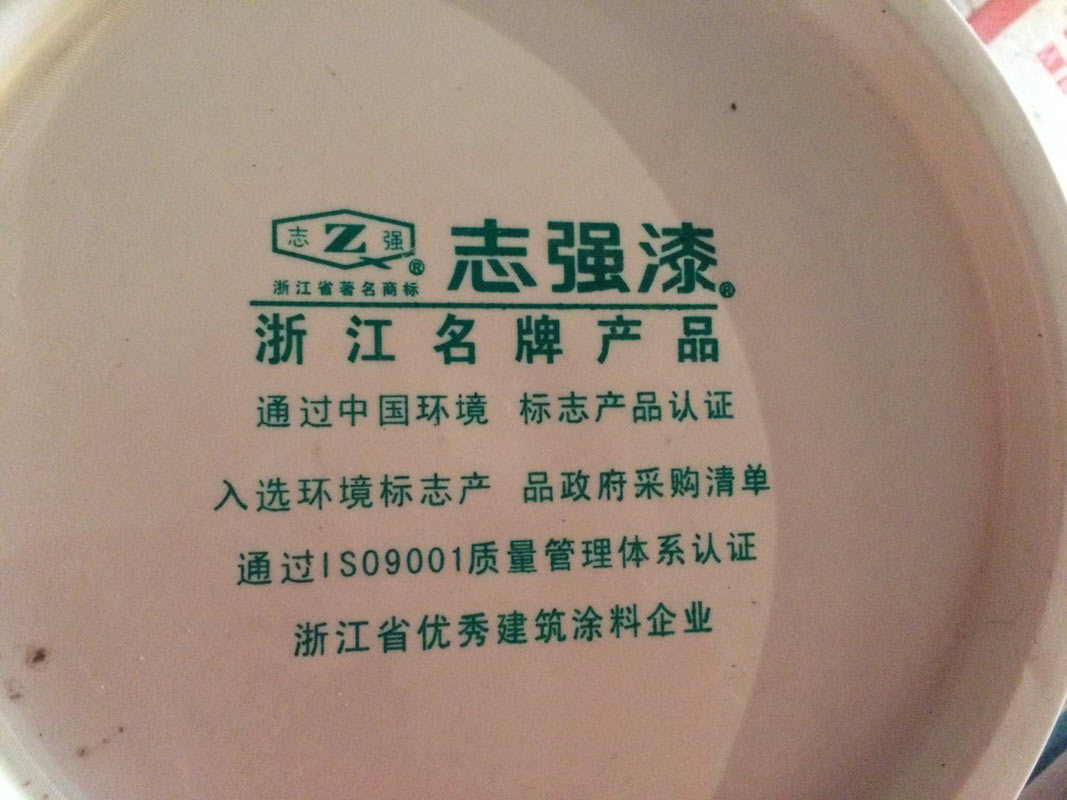 志Z强®
志强漆®
浙江省著名商标
浙江名牌产品
通过中国环境 标志产品认证
入选环境标志产 品政府采购清单
通过ISO9001质量管理体系认证
浙江省优秀建筑涂料企业